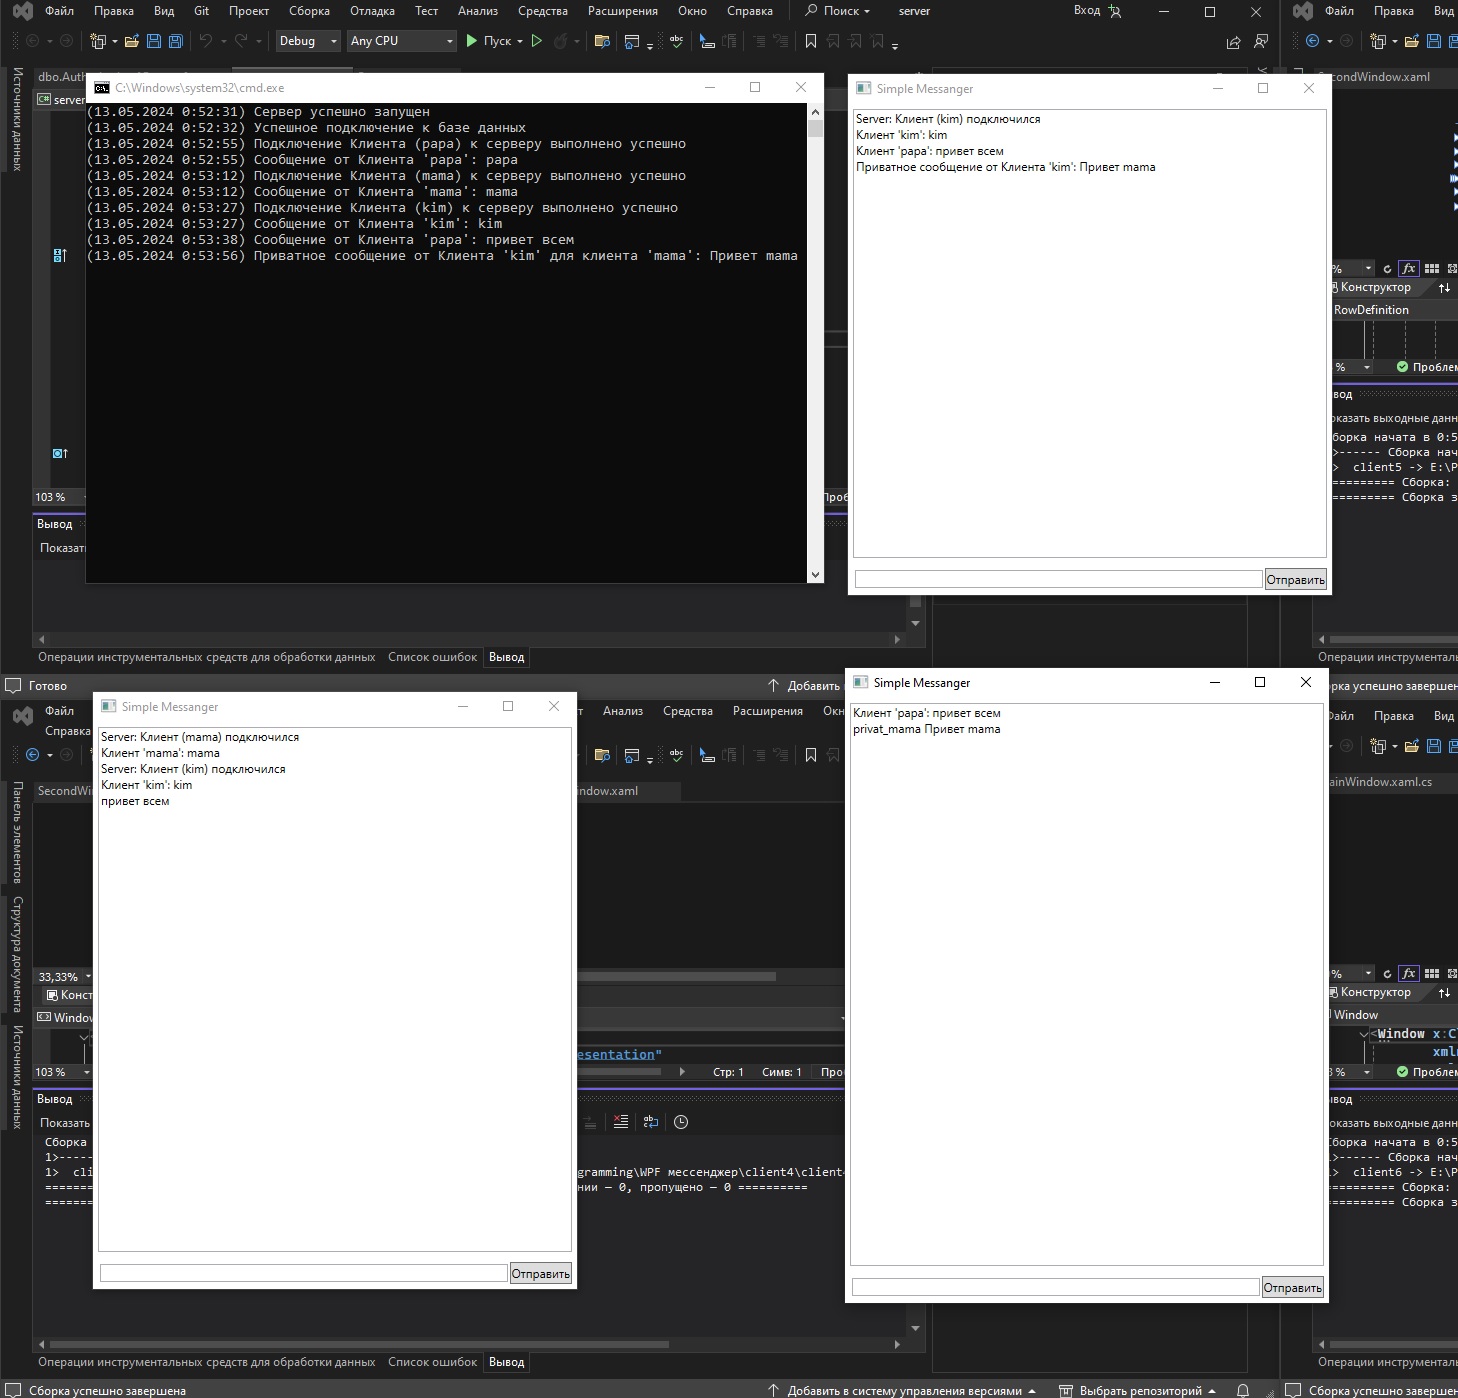 Файл Правка Вид Git Проект Сборка Отладка Тест Анализ Средства Расширения Окно Справка Поиск server Вход Файл Правка Вид
Debug Any CPU Пуск
Источники данных
dbo.Auth
server
C:\Windows\system32\cmd.exe
(13.05.2024 0:52:31) Сервер успешно запущен
(13.05.2024 0:52:32) Успешное подключение к базе данных
(13.05.2024 0:52:55) Подключение Клиента (papa) к серверу выполнено успешно
(13.05.2024 0:52:55) Сообщение от Клиента 'papa': papa
(13.05.2024 0:53:12) Подключение Клиента (mama) к серверу выполнено успешно
(13.05.2024 0:53:12) Сообщение от Клиента 'mama': mama
(13.05.2024 0:53:27) Подключение Клиента (kim) к серверу выполнено успешно
(13.05.2024 0:53:27) Сообщение от Клиента 'kim': kim
(13.05.2024 0:53:38) Сообщение от Клиента 'papa': привет всем
(13.05.2024 0:53:56) Приватное сообщение от Клиента 'kim' для клиента 'mama': Привет mama
Simple Messanger
Server: Клиент (kim) подключился
Клиент 'kim': kim
Клиент 'papa': привет всем
Приватное сообщение от Клиента 'kim': Привет mama
Отправить
condWindow.xaml
%
Конструктор
RowDefinition
% Проблем
вод
оказать выходные данн
борка начата в 0:5
>------ Сборка нач
> client5 -> E:\P
========= Сборка:
========= Сборка з
103 %
Проб
Вывод
Показат
Операции инструментальных средств для обработки данных Список ошибок Вывод
Операции инструменталь
Готово
Добавить
рка успешно завершен
Файл
Справка
т Анализ Средства Расширения Окн
Панель элементов
Структура документа
Источники данных
SecondWi
ndow.xaml
Simple Messanger
Server: Клиент (mama) подключился
Клиент 'mama': mama
Server: Клиент (kim) подключился
Клиент 'kim': kim
привет всем
Отправить
Simple Messanger
Клиент 'papa': привет всем
privat_mama Привет mama
Отправить
33,33%
Конст
Windo
esentation"
103 %
Стр: 1 Симв: 1 Про
Вывод
Показать
Сборка
1>-----
1> cli
gramming\WPF мессенджер\client4\client
нии – 0, пропущено – 0 ==========
Операции инструментальных средств для обработки данных Список ошибок Вывод
Сборка успешно завершена
Добавить в систему управления версиями
Выбрать репозиторий
айл Правка Вид
ainWindow.xaml.cs
%
Конструктор
Window
<Window x:C
xmln
% Проблем
вод
оказать выходные данн
борка начата в 0:5
>------ Сборка нач
> client6 -> E:\P
========= Сборка:
========= Сборка з
Операции инструменталь
Сборка успешно завершен